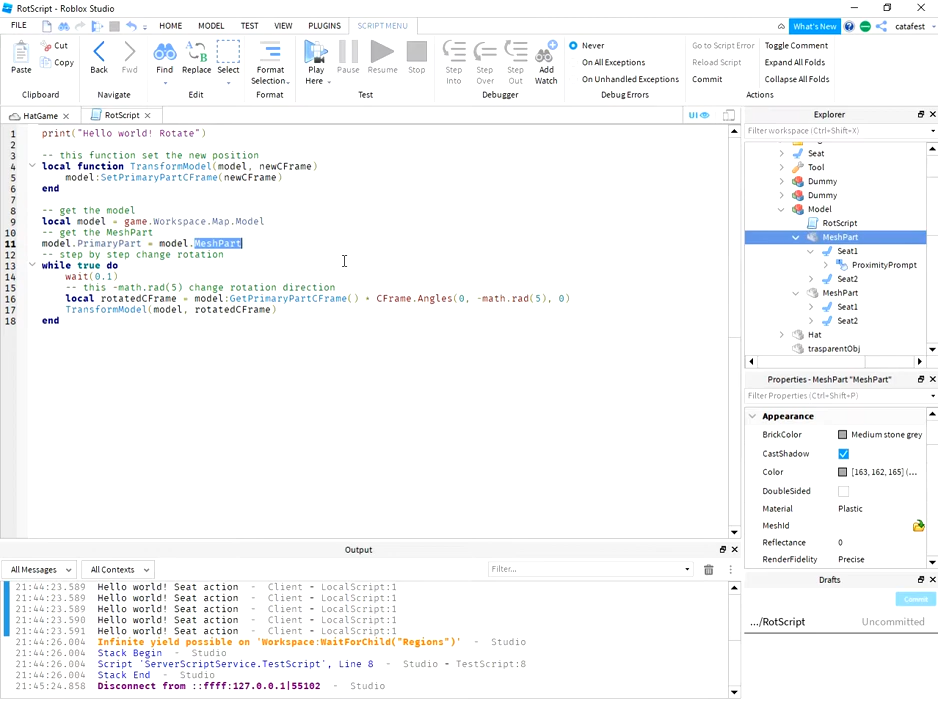 RotScript - Roblox Studio
FILE HOME MODEL TEST VIEW PLUGINS SCRIPT MENU What's New catafest
Paste Cut Copy Back Fwd Find Replace Select Format Selection Play Here Pause Resume Stop Step Into Step Over Step Out Add Watch
Never
On All Exceptions
On Unhandled Exceptions
Go to Script Error
Reload Script
Commit
Toggle Comment
Expand All Folds
Collapse All Folds
Clipboard Navigate Edit Format Test Debugger Debug Errors Actions
HatGame RotScript UI
1 print("Hello world! Rotate")
2
3 -- this function set the new position
4 local function TransformModel(model, newCFrame)
5 model:SetPrimaryPartCFrame(newCFrame)
6 end
7
8 -- get the model
9 local model = game.Workspace.Map.Model
10 -- get the MeshPart
11 model.PrimaryPart = model.MeshPart
12 -- step by step change rotation
13 while true do
14 wait(0.1)
15 -- this -math.rad(5) change rotation direction
16 local rotatedCFrame = model:GetPrimaryPartCFrame() * CFrame.Angles(0, -math.rad(5), 0)
17 TransformModel(model, rotatedCFrame)
18 end
Explorer
Filter workspace (Ctrl+Shift+X)
Seat
Tool
Dummy
Dummy
Model
RotScript
MeshPart
Seat1
ProximityPrompt
Seat2
MeshPart
Seat1
Seat2
Hat
trasparentObj
Properties - MeshPart "MeshPart"
Filter Properties (Ctrl+Shift+P)
Appearance
BrickColor Medium stone grey
CastShadow
Color [163, 162, 165] (...
DoubleSided
Material Plastic
MeshId
Reflectance 0
RenderFidelity Precise
Drafts
Commit
.../RotScript Uncommitted
Output
All Messages All Contexts Filter...
21:44:23.589 Hello world! Seat action - Client - LocalScript:1
21:44:23.589 Hello world! Seat action - Client - LocalScript:1
21:44:23.589 Hello world! Seat action - Client - LocalScript:1
21:44:23.590 Hello world! Seat action - Client - LocalScript:1
21:44:23.591 Hello world! Seat action - Client - LocalScript:1
21:44:26.004 Infinite yield possible on 'Workspace:WaitForChild("Regions")' - Studio
21:44:26.004 Stack Begin - Studio
21:44:26.004 Script 'ServerScriptService.TestScript', Line 8 - Studio - TestScript:8
21:44:26.004 Stack End - Studio
21:45:24.858 Disconnect from ::ffff:127.0.0.1|55102 - Studio